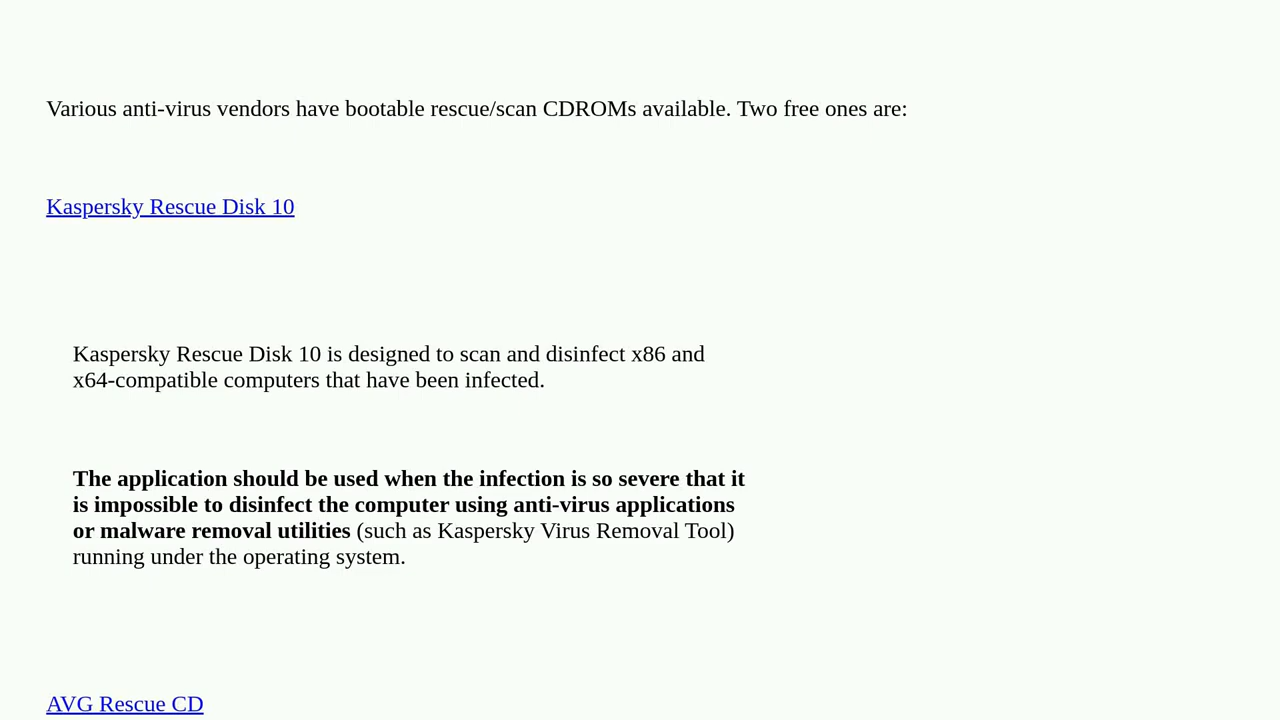 Various anti-virus vendors have bootable rescue/scan CDROMs available. Two free ones are:
Kaspersky Rescue Disk 10
Kaspersky Rescue Disk 10 is designed to scan and disinfect x86 and
x64-compatible computers that have been infected.
The application should be used when the infection is so severe that it
is impossible to disinfect the computer using anti-virus applications
or malware removal utilities (such as Kaspersky Virus Removal Tool)
running under the operating system.
AVG Rescue CD